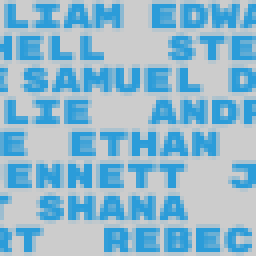 LIAM EDWA
HELL STE
E SAMUEL D
LIE ANDR
E ETHAN
ENNETT J
T SHANA
RT REBEC